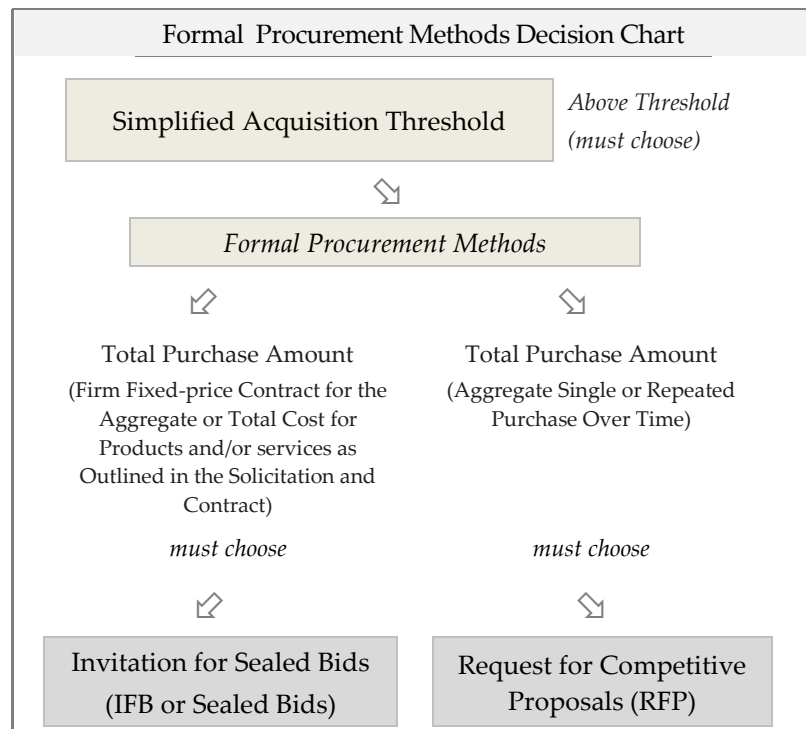 Formal Procurement Methods Decision Chart
Simplified Acquisition Threshold
Above Threshold
(must choose)
Formal Procurement Methods
Total Purchase Amount
(Firm Fixed-price Contract for the
Aggregate or Total Cost for
Products and/or services as
Outlined in the Solicitation and
Contract)
must choose
Total Purchase Amount
(Aggregate Single or Repeated
Purchase Over Time)
must choose
Invitation for Sealed Bids
(IFB or Sealed Bids)
Request for Competitive
Proposals (RFP)